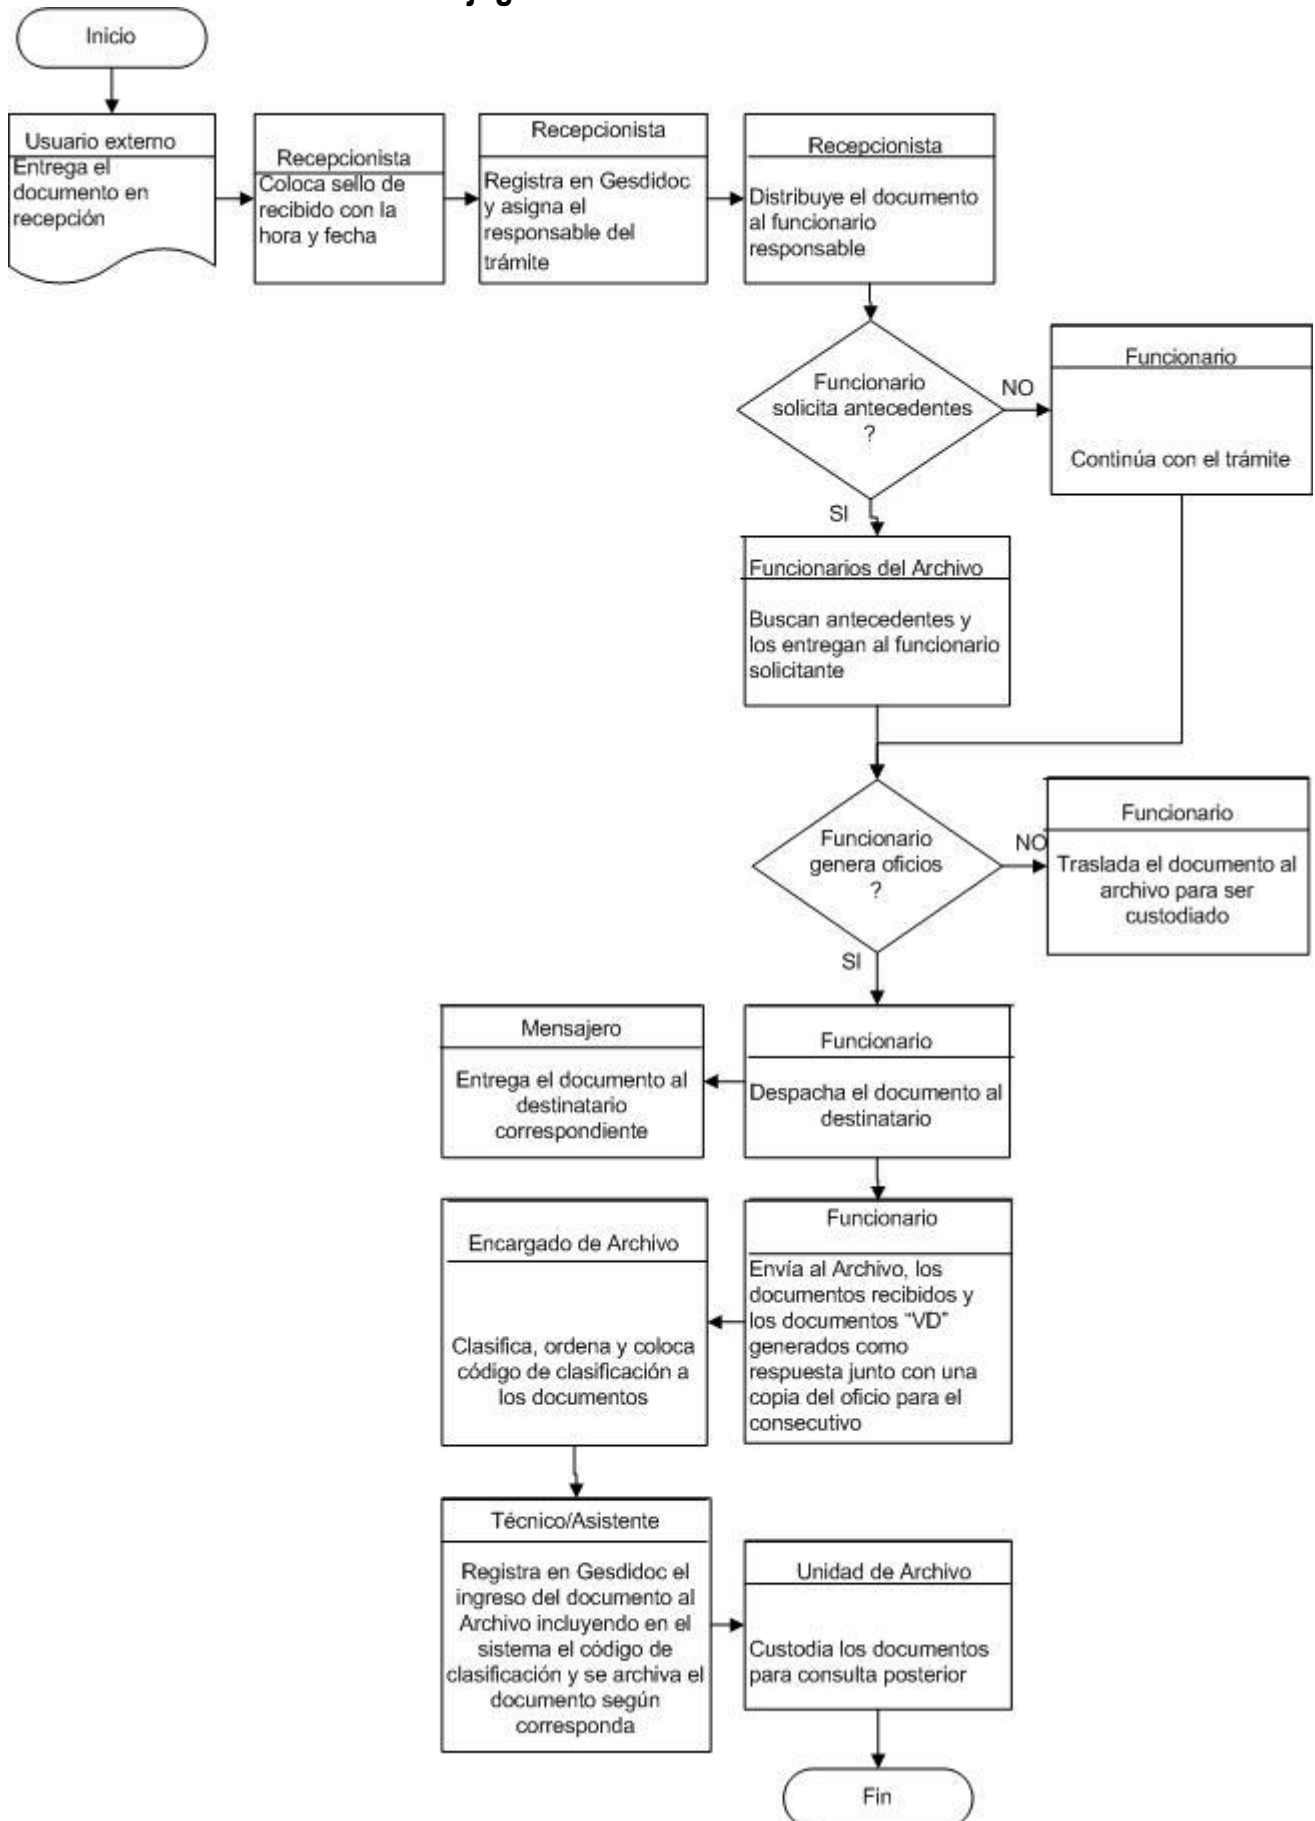 Inicio
Usuario externo
Entrega el
documento en
recepción
Recepcionista
Coloca sello de
recibido con la
hora y fecha
Recepcionista
Registra en Gesdidoc
y asigna el
responsable del
trámite
Recepcionista
Distribuye el documento
al funcionario
responsable
Funcionario
solicita antecedentes
?
NO
Funcionario
Continúa con el trámite
SI
Funcionarios del Archivo
Buscan antecedentes y
los entregan al funcionario
solicitante
Funcionario
genera oficios
?
NO
Funcionario
Traslada el documento al
archivo para ser
custodiado
SI
Mensajero
Entrega el documento al
destinatario
correspondiente
Funcionario
Despacha el documento al
destinatario
Encargado de Archivo
Clasifica, ordena y coloca
código de clasificación a
los documentos
Funcionario
Envía al Archivo, los
documentos recibidos y
los documentos “VD”
generados como
respuesta junto con una
copia del oficio para el
consecutivo
Técnico/Asistente
Registra en Gesdidoc el
ingreso del documento al
Archivo incluyendo en el
sistema el código de
clasificación y se archiva el
documento según
corresponda
Unidad de Archivo
Custodia los documentos
para consulta posterior
Fin